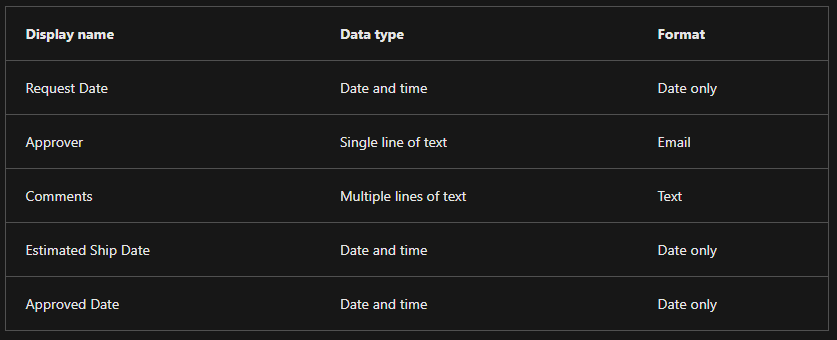 Display name Data type Format
Request Date Date and time Date only
Approver Single line of text Email
Comments Multiple lines of text Text
Estimated Ship Date Date and time Date only
Approved Date Date and time Date only